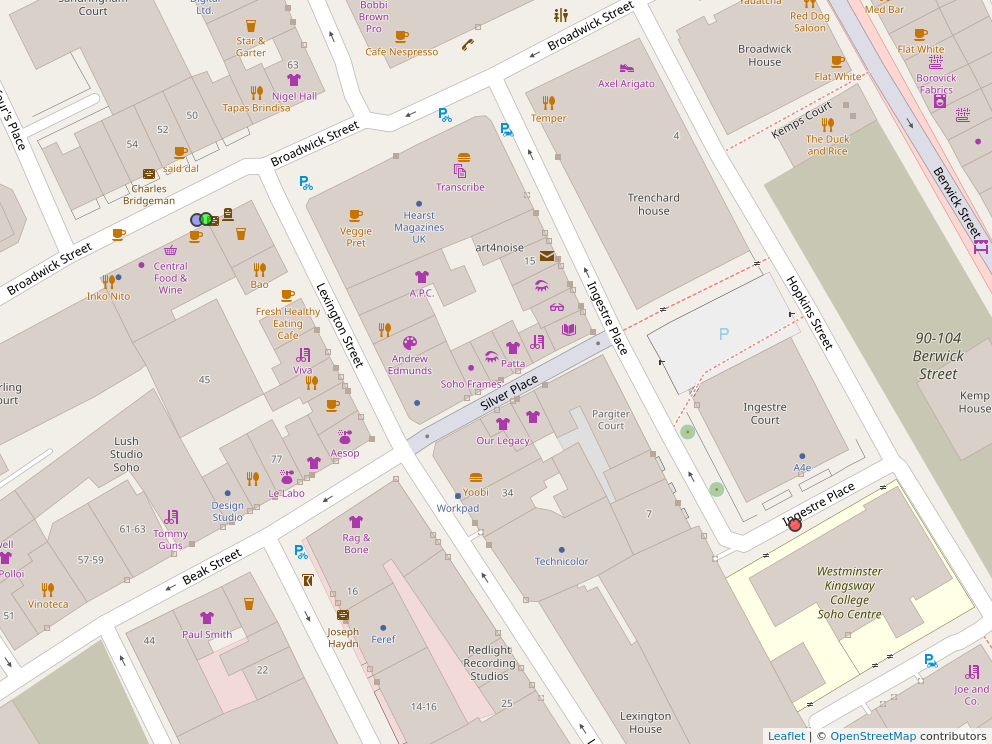 Court
Digital
Ltd.
Bobbi
Brown
Pro
Cafe Nespresso
Star &
Garter
63
Nigel Hall
Tapas Brindisa
50
52
54
said dal
Charles
Bridgeman
Broadwick Street
Broadwick Street
Broadwick Street
Axel Arigato
Temper
4
Trenchard
house
Broadwick
House
Red Dog
Saloon
Med Bar
Flat White
Flat White
Borovick
Fabrics
Kemps Court
The Duck
and Rice
Berwick Street
Transcribe
Hearst
Magazines
UK
Veggie
Pret
art4noise
15
A.P.C.
Central
Food &
Wine
Inko Nito
Bao
Fresh Healthy
Eating
Cafe
Viva
Lexington Street
Ingestre Place
Hopkins Street
P
90-104
Berwick
Street
Kemp
House
Andrew
Edmunds
Patta
Soho Frames
Silver Place
Our Legacy
Pargiter
Court
Ingestre
Court
A4e
45
Lush
Studio
Soho
77
Aesop
Le Labo
Design
Studio
Tommy
Guns
61-63
57-59
Polloi
51
Vinoteca
Beak Street
Yoobi
Workpad
34
7
Technicolor
Rag &
Bone
16
Joseph
Haydn
Feref
Paul Smith
44
22
14-16
Redlight
Recording
Studios
25
Lexington
House
Ingestre Place
Westminster
Kingsway
College
Soho Centre
Joe and
Co.
Leaflet | © OpenStreetMap contributors